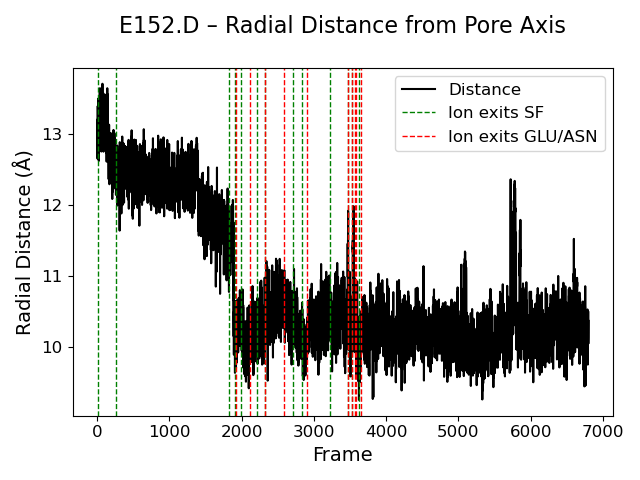 E152.D – Radial Distance from Pore Axis
Distance
Ion exits SF
Ion exits GLU/ASN
Radial Distance (Å)
13
12
11
10
0 1000 2000 3000 4000 5000 6000 7000
Frame